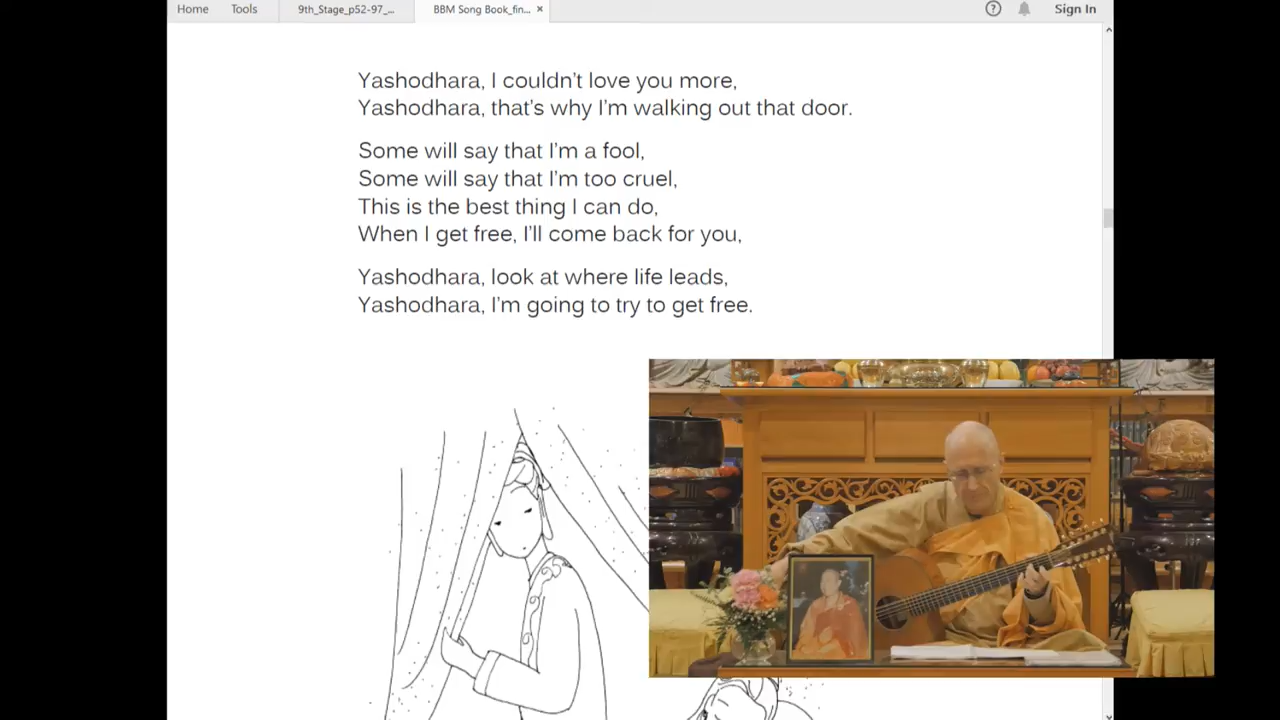 Home Tools 9th_Stage_p52-97_... BBM Song Book_fin... × ? Sign In
Yashodhara, I couldn't love you more,
Yashodhara, that's why I'm walking out that door.
Some will say that I'm a fool,
Some will say that I'm too cruel,
This is the best thing I can do,
When I get free, I'll come back for you,
Yashodhara, look at where life leads,
Yashodhara, I'm going to try to get free.